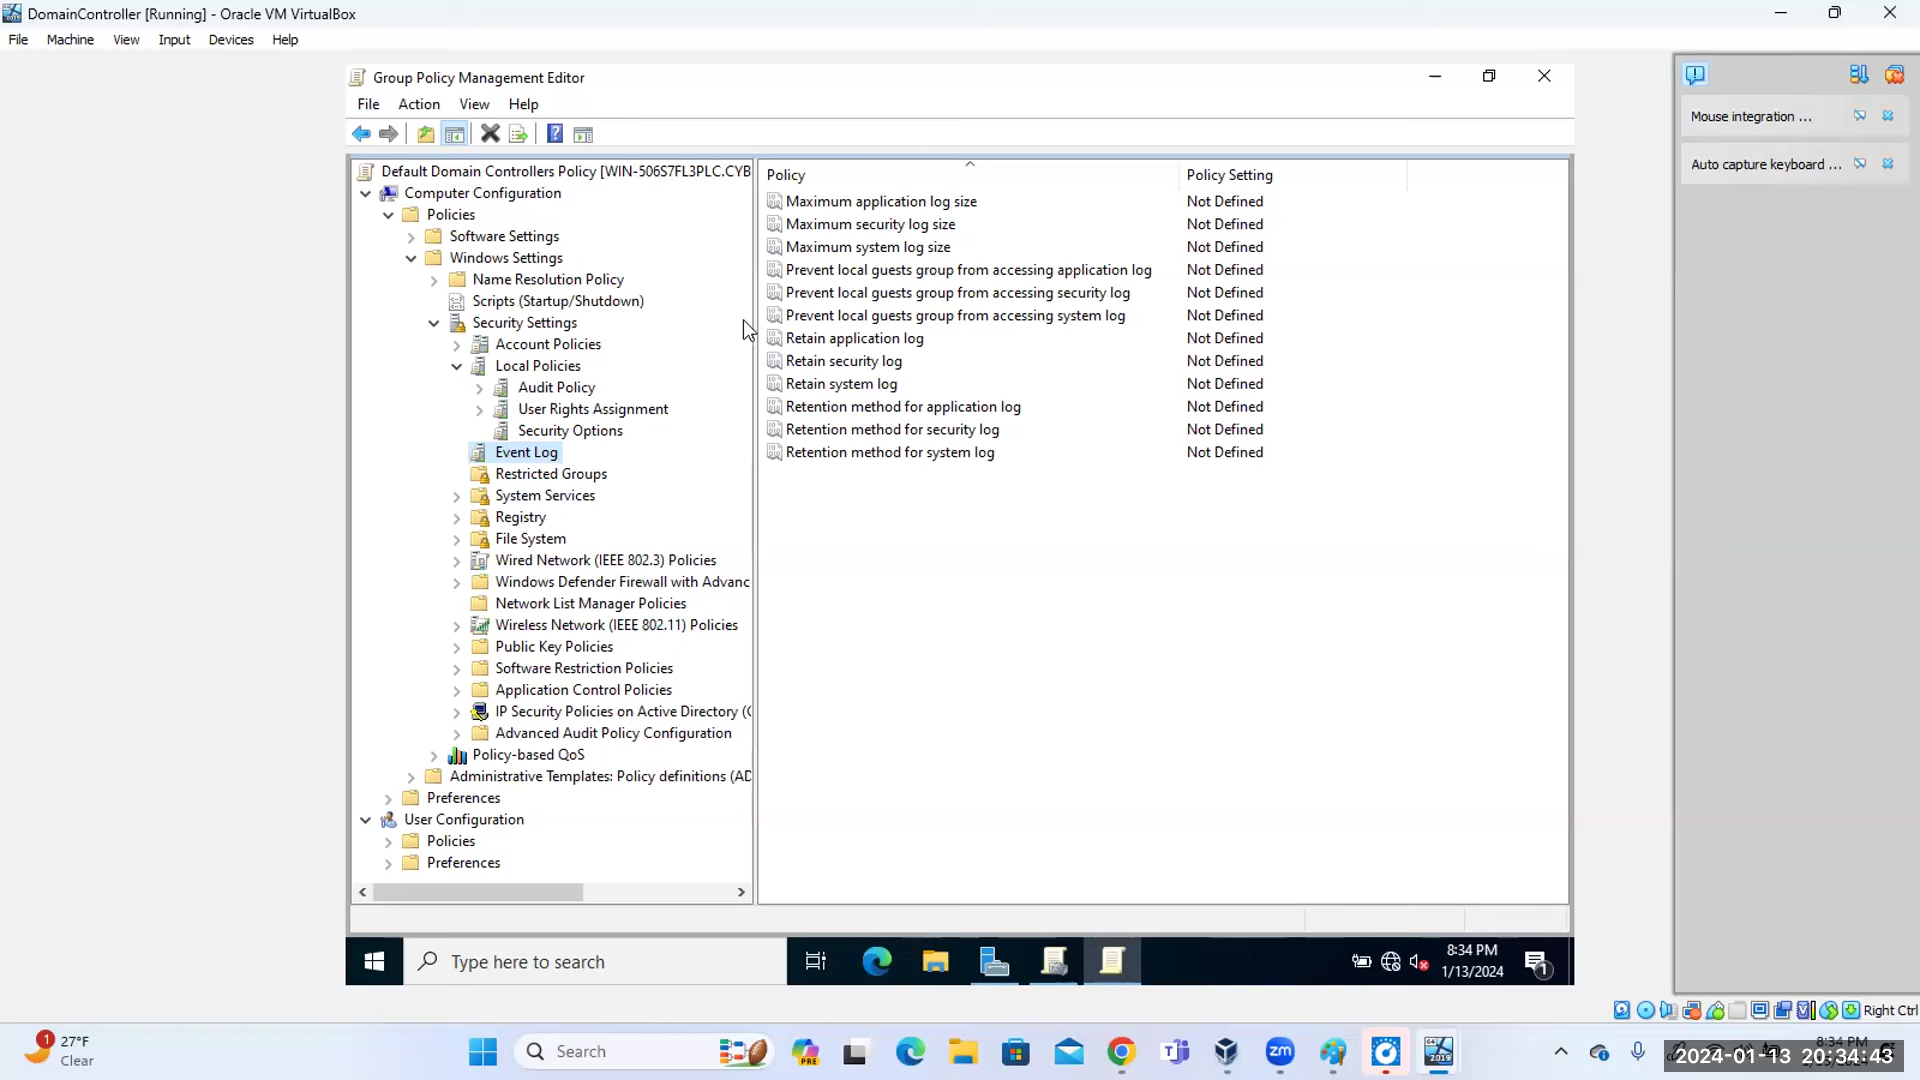 DomainController [Running] - Oracle VM VirtualBox
File Machine View Input Devices Help
Group Policy Management Editor
File Action View Help
Mouse integration ...
Auto capture keyboard ...
Default Domain Controllers Policy [WIN-506S7FL3PLC.CYB
Computer Configuration
Policies
Software Settings
Windows Settings
Name Resolution Policy
Scripts (Startup/Shutdown)
Security Settings
Account Policies
Local Policies
Audit Policy
User Rights Assignment
Security Options
Event Log
Restricted Groups
System Services
Registry
File System
Wired Network (IEEE 802.3) Policies
Windows Defender Firewall with Advanc
Network List Manager Policies
Wireless Network (IEEE 802.11) Policies
Public Key Policies
Software Restriction Policies
Application Control Policies
IP Security Policies on Active Directory (
Advanced Audit Policy Configuration
Policy-based QoS
Administrative Templates: Policy definitions (AD
Preferences
User Configuration
Policies
Preferences
Policy Policy Setting
Maximum application log size Not Defined
Maximum security log size Not Defined
Maximum system log size Not Defined
Prevent local guests group from accessing application log Not Defined
Prevent local guests group from accessing security log Not Defined
Prevent local guests group from accessing system log Not Defined
Retain application log Not Defined
Retain security log Not Defined
Retain system log Not Defined
Retention method for application log Not Defined
Retention method for security log Not Defined
Retention method for system log Not Defined
Type here to search
8:34 PM
1/13/2024
1
Right Ctrl
1
27°F
Clear
Search
PRE
zm
2019
2024-01-13 20:34:43